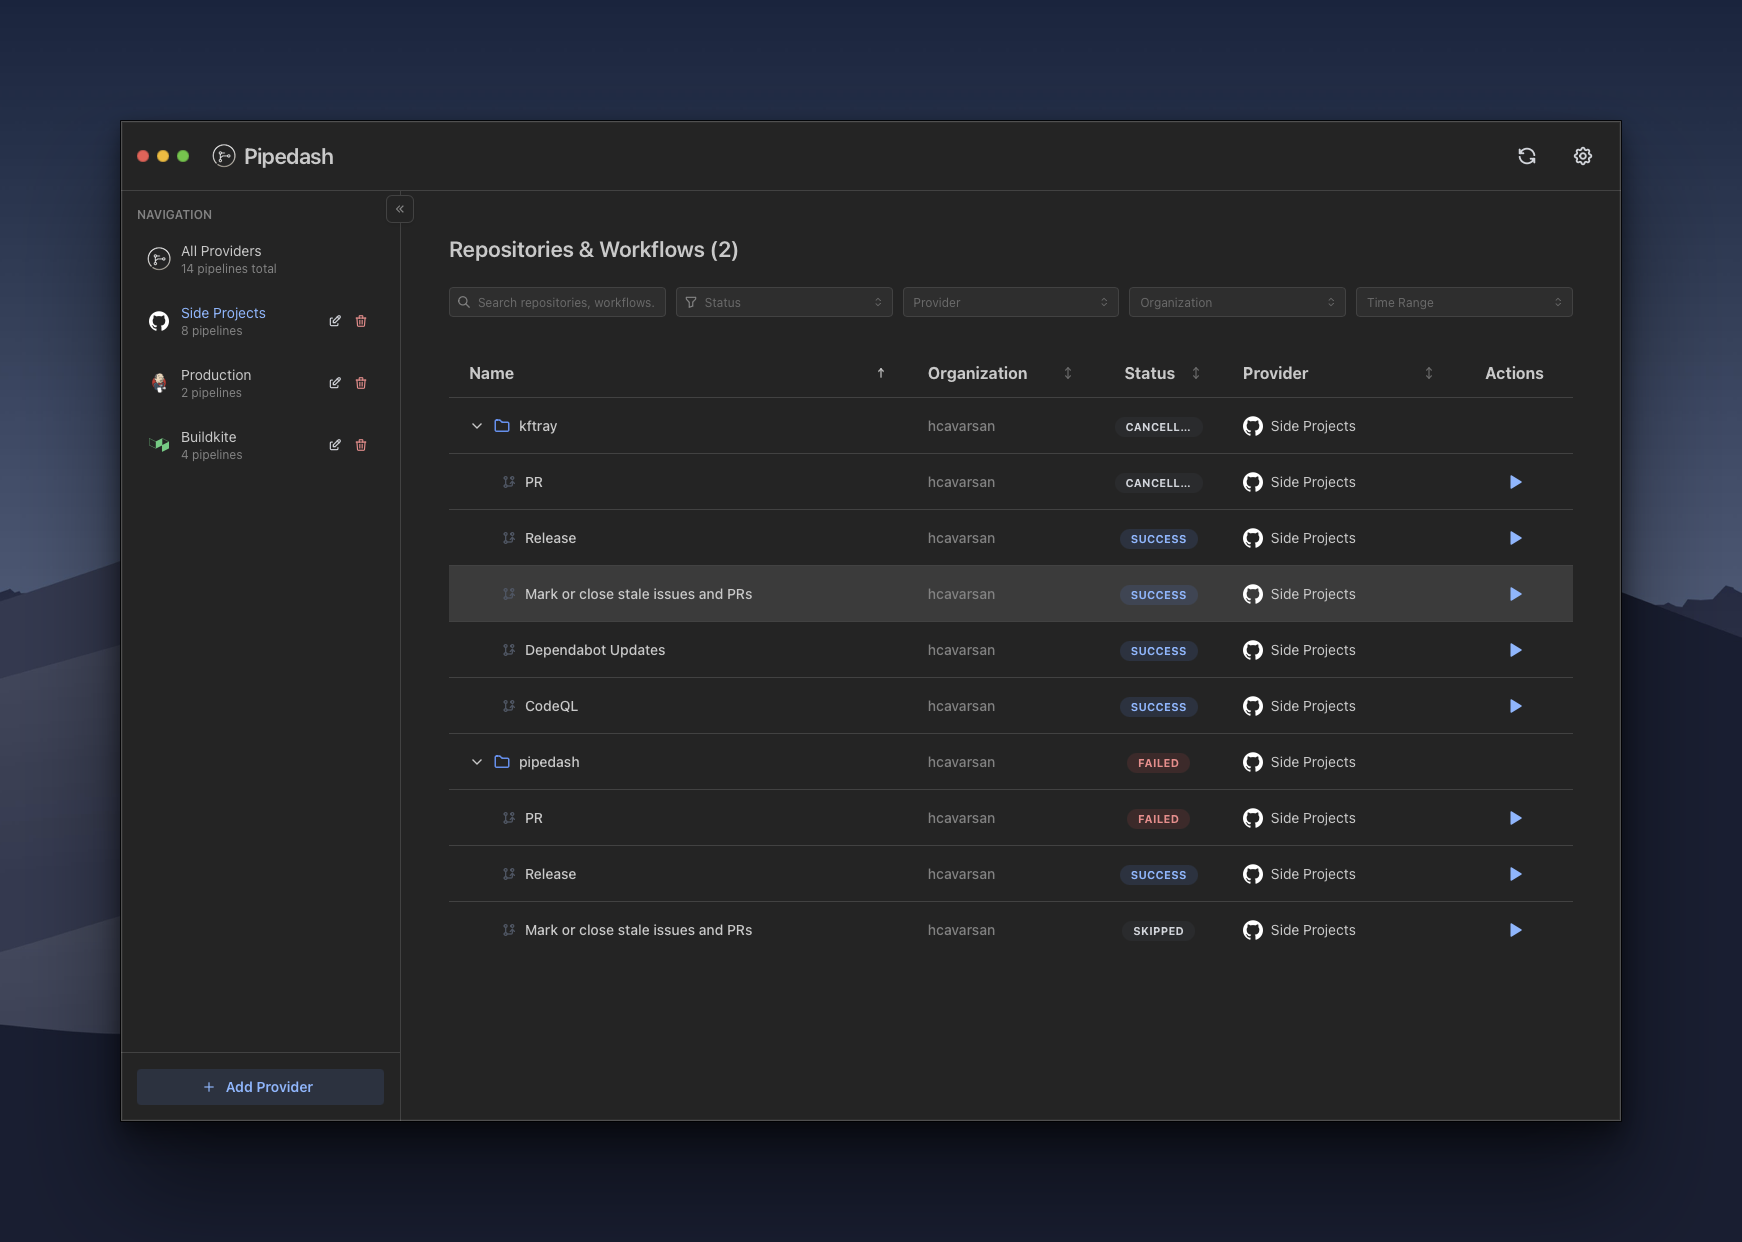 Pipedash
NAVIGATION
All Providers
14 pipelines total
Side Projects
8 pipelines
Production
2 pipelines
Buildkite
4 pipelines
Add Provider
Repositories & Workflows (2)
Search repositories, workflows.
Status
Provider
Organization
Time Range
Name Organization Status Provider Actions
kftray hcavarsan CANCELL... Side Projects
PR hcavarsan CANCELL... Side Projects
Release hcavarsan SUCCESS Side Projects
Mark or close stale issues and PRs hcavarsan SUCCESS Side Projects
Dependabot Updates hcavarsan SUCCESS Side Projects
CodeQL hcavarsan SUCCESS Side Projects
pipedash hcavarsan FAILED Side Projects
PR hcavarsan FAILED Side Projects
Release hcavarsan SUCCESS Side Projects
Mark or close stale issues and PRs hcavarsan SKIPPED Side Projects